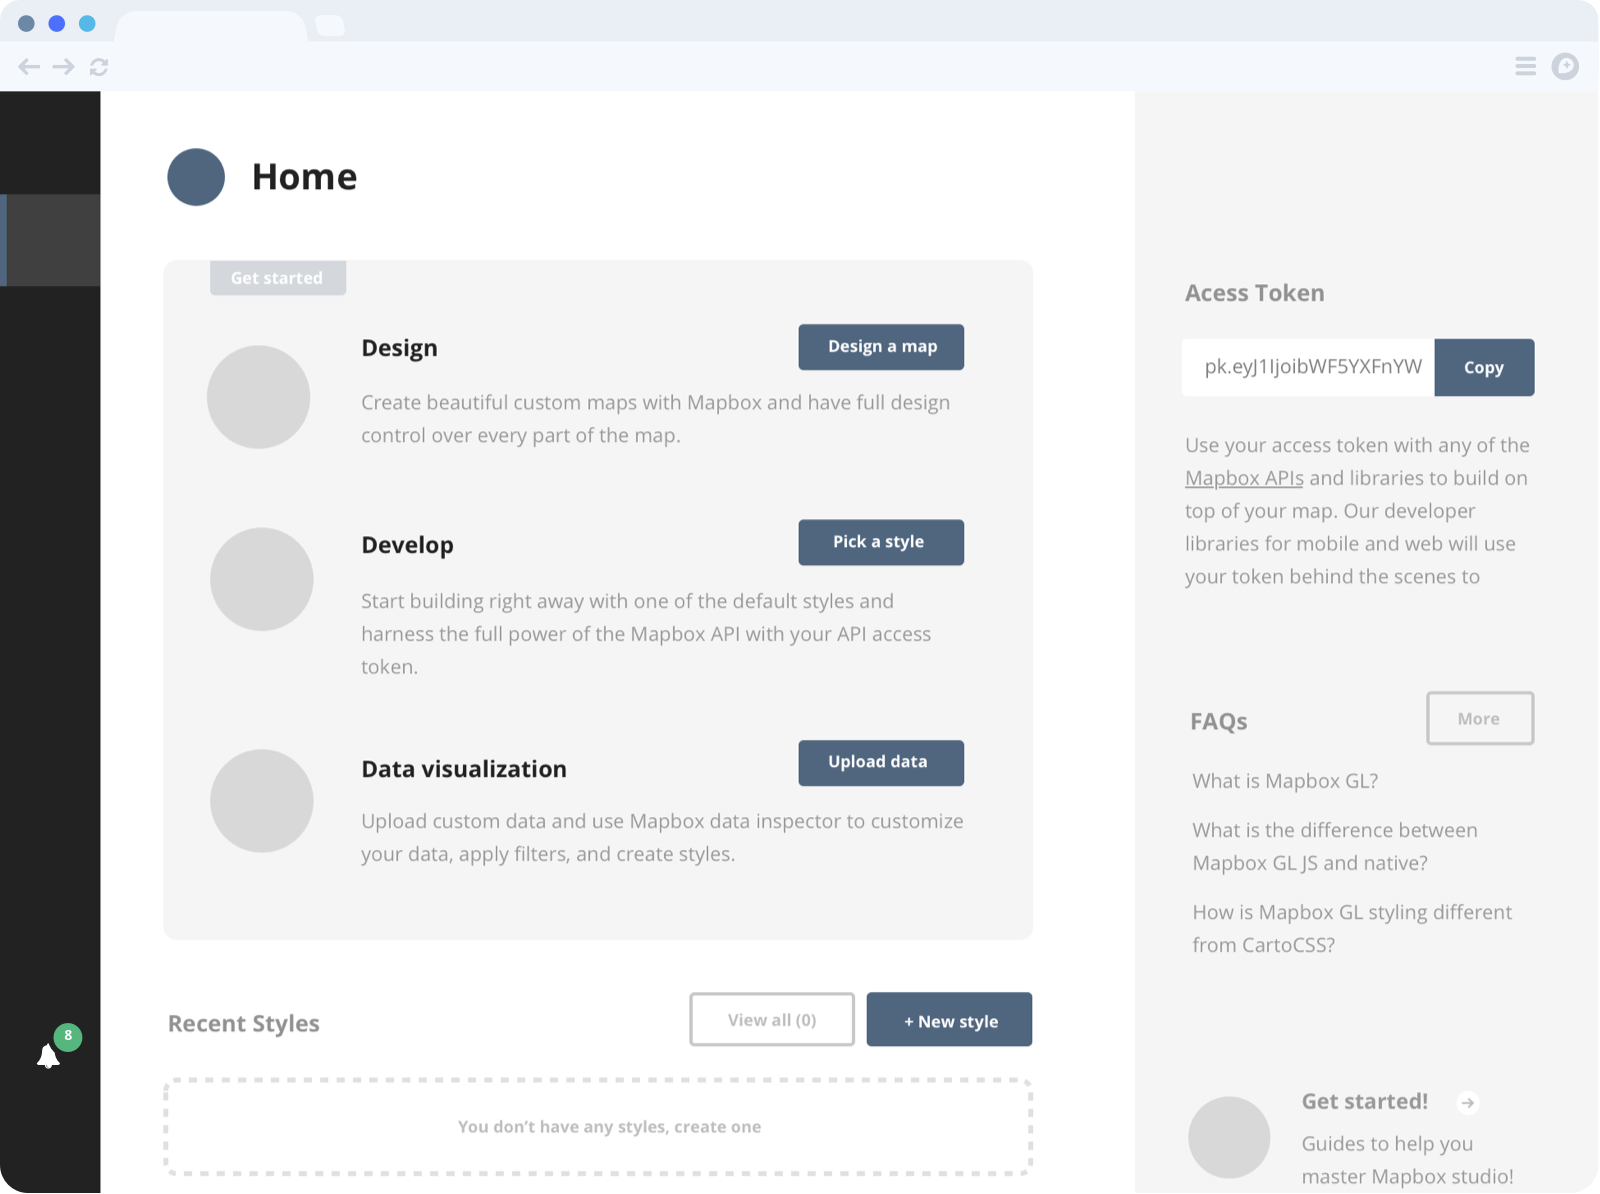 Home
Get started
Design
Design a map
Create beautiful custom maps with Mapbox and have full design
control over every part of the map.
Develop
Pick a style
Start building right away with one of the default styles and
harness the full power of the Mapbox API with your API access
token.
Data visualization
Upload data
Upload custom data and use Mapbox data inspector to customize
your data, apply filters, and create styles.
Recent Styles
View all (0)
+ New style
You don’t have any styles, create one
8
Acess Token
pk.eyJ1IjoibWF5YXFnYW
Copy
Use your access token with any of the
Mapbox APIs and libraries to build on
top of your map. Our developer
libraries for mobile and web will use
your token behind the scenes to
FAQs
More
What is Mapbox GL?
What is the difference between
Mapbox GL JS and native?
How is Mapbox GL styling different
from CartoCSS?
Get started!
Guides to help you
master Mapbox studio!